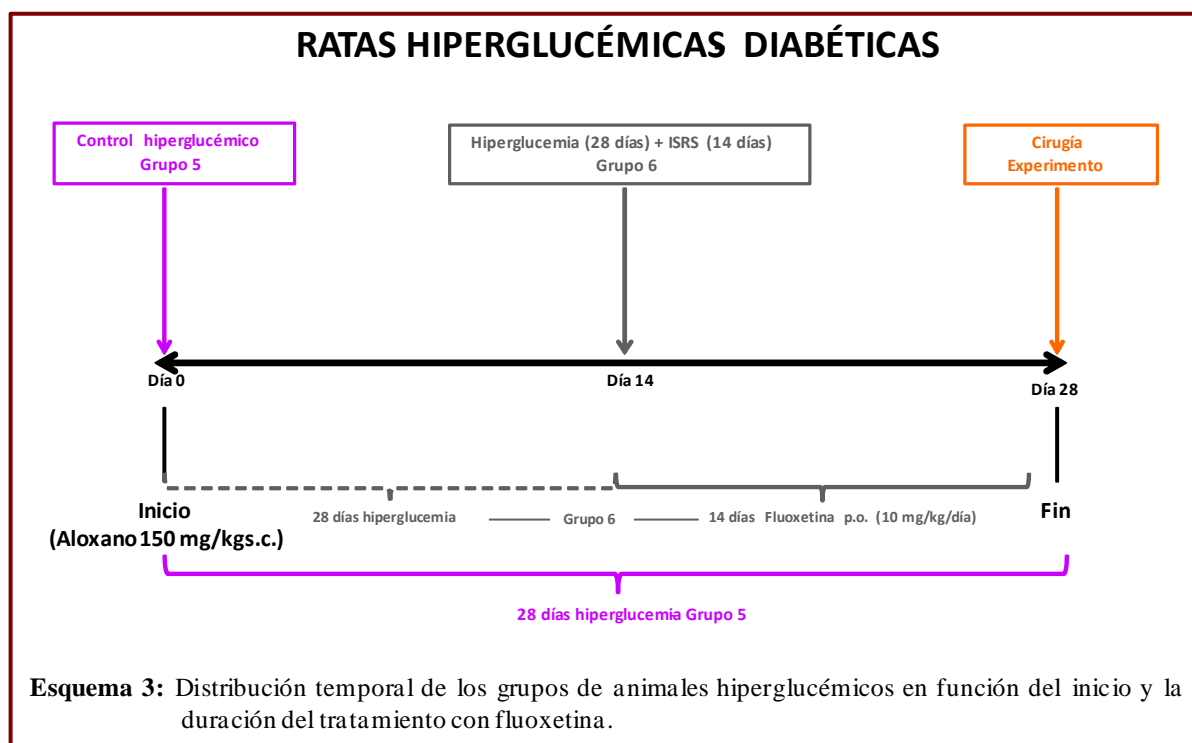 RATAS HIPERGLUCÉMICAS DIABÉTICAS
Control hiperglucémico
Grupo 5
Hiperglucemia (28 días) + ISRS (14 días)
Grupo 6
Cirugía
Experimento
Día 0
Día 14
Día 28
Inicio
(Aloxano 150 mg/kgs.c.)
28 días hiperglucemia
Grupo 6
14 días Fluoxetina p.o. (10 mg/kg/día)
Fin
28 días hiperglucemia Grupo 5
Esquema 3: Distribución temporal de los grupos de animales hiperglucémicos en función del inicio y la
duración del tratamiento con fluoxetina.